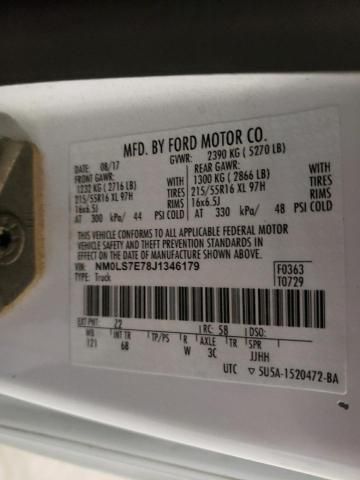 MFD. BY FORD MOTOR CO.
DATE: 08/17 GVWR: 2390 KG ( 5270 LB)
FRONT GAWR: REAR GAWR:
1232 KG ( 2716 LB) WITH 1300 KG ( 2866 LB) WITH
215/55R16 XL 97H TIRES 215/55R16 XL 97H TIRES
16x6.5J RIMS 16x6.5J RIMS
AT 300 kPa/ 44 PSI COLD AT 330 kPa/ 48 PSI COLD
THIS VEHICLE CONFORMS TO ALL APPLICABLE FEDERAL MOTOR
VEHICLE SAFETY AND THEFT PREVENTION STANDARDS IN EFFECT
ON THE DATE OF MANUFACTURE SHOWN ABOVE.
VIN: NM0LS7E78J1346179 F0363
TYPE: Truck T0729
EXT PNT: Z2 RC: 58 DSO:
WB INT TR TP/PS R AXLE TR SPR
121 6B W 3C JJHH
UTC ▽ 5U5A-1520472-BA